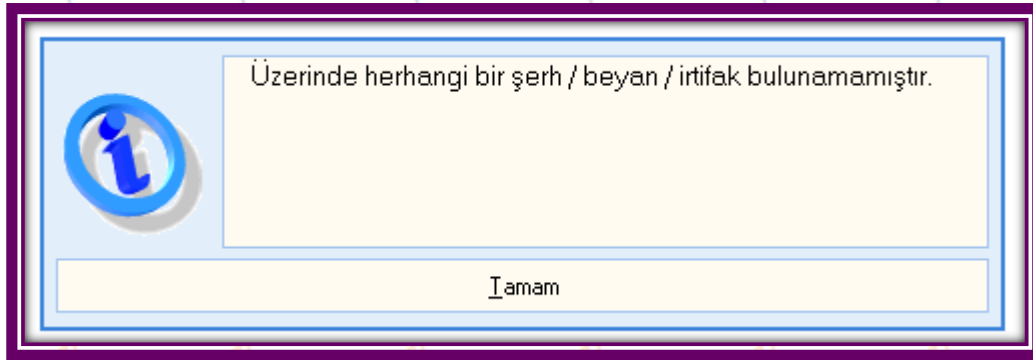 Üzerinde herhangi bir şerh / beyan / irtifak bulunamamıştır.
Tamam